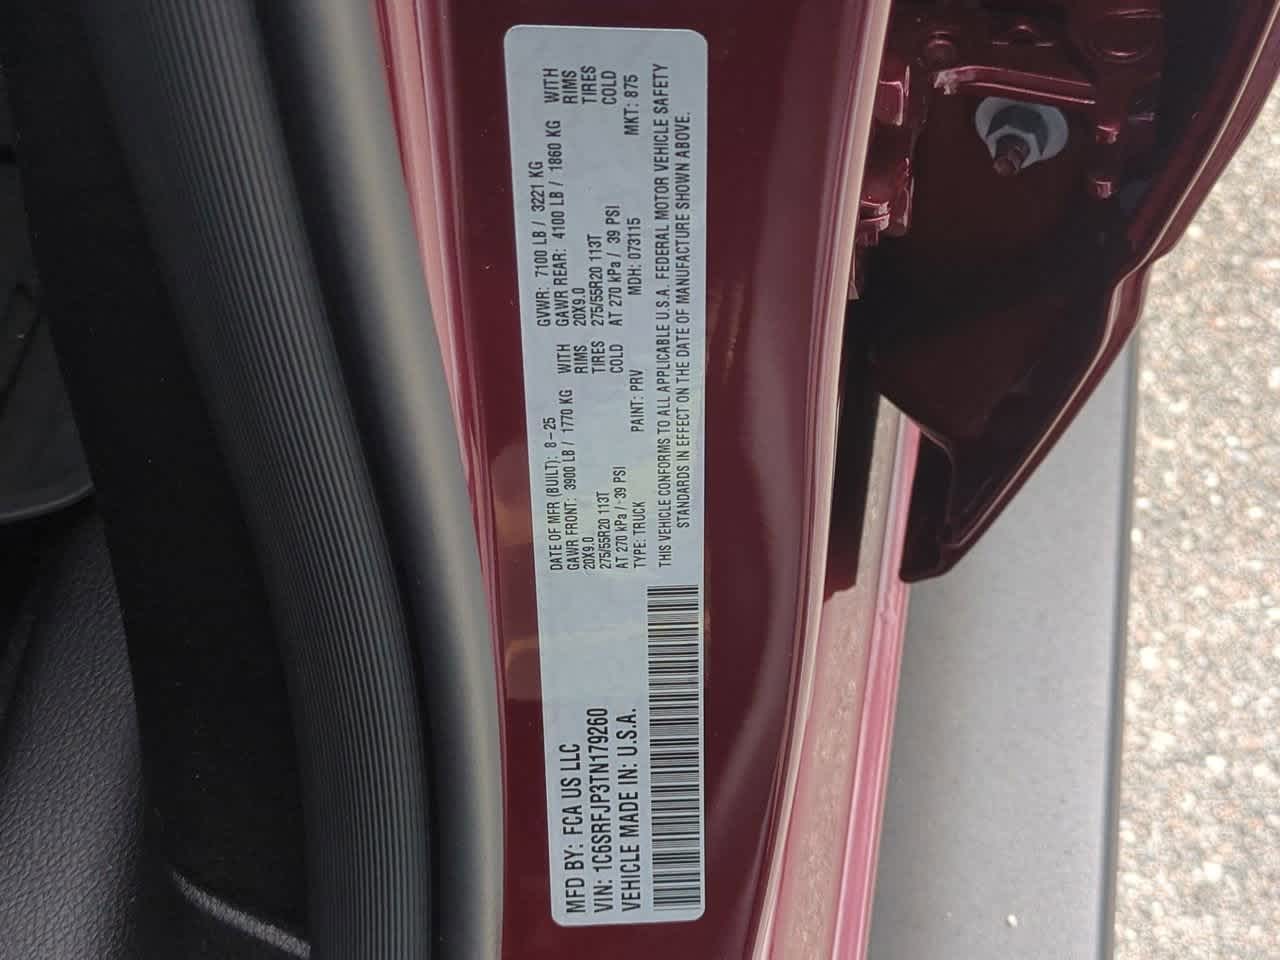 MFD BY: FCA US LLC
VIN: 1C6SRFJP3TN179260
VEHICLE MADE IN: U.S.A.
DATE OF MFR (BUILT): 8-25 GVWR: 7100 LB / 3221 KG
GAWR FRONT: 3900 LB / 1770 KG WITH GAWR REAR: 4100 LB / 1860 KG WITH
20X9.0 RIMS 20X9.0 RIMS
275/55R20 113T TIRES 275/55R20 113T TIRES
AT 270 kPa / 39 PSI COLD AT 270 kPa / 39 PSI COLD
TYPE: TRUCK PAINT: PRV MDH: 073115 MKT: 875
THIS VEHICLE CONFORMS TO ALL APPLICABLE U.S.A. FEDERAL MOTOR VEHICLE SAFETY
STANDARDS IN EFFECT ON THE DATE OF MANUFACTURE SHOWN ABOVE.